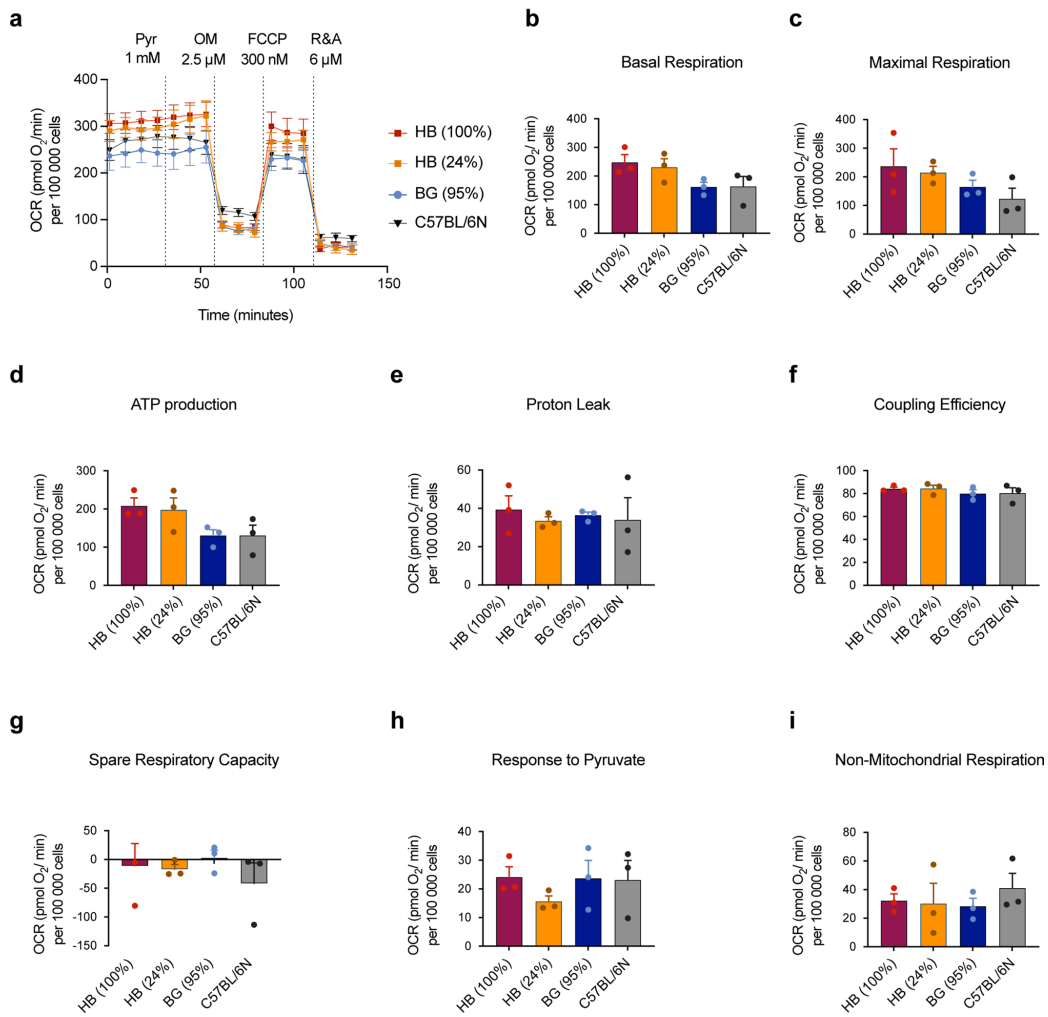 a
Pyr OM FCCP R&A
1 mM 2.5 µM 300 nM 6 µM
OCR (pmol O₂/min)
per 100 000 cells
400
300
200
100
0
0 50 100 150
Time (minutes)
HB (100%)
HB (24%)
BG (95%)
C57BL/6N
b
Basal Respiration
OCR (pmol O₂/ min)
per 100 000 cells
400
300
200
100
0
HB (100%)
HB (24%)
BG (95%)
C57BL/6N
c
Maximal Respiration
OCR (pmol O₂/ min)
per 100 000 cells
400
300
200
100
0
HB (100%)
HB (24%)
BG (95%)
C57BL/6N
d
ATP production
OCR (pmol O₂/ min)
per 100 000 cells
300
200
100
0
HB (100%)
HB (24%)
BG (95%)
C57BL/6N
e
Proton Leak
OCR (pmol O₂/ min)
per 100 000 cells
60
40
20
0
HB (100%)
HB (24%)
BG (95%)
C57BL/6N
f
Coupling Efficiency
OCR (pmol O₂/ min)
per 100 000 cells
100
80
60
40
20
0
HB (100%)
HB (24%)
BG (95%)
C57BL/6N
g
Spare Respiratory Capacity
OCR (pmol O₂/ min)
per 100 000 cells
50
0
-50
-100
-150
HB (100%)
HB (24%)
BG (95%)
C57BL/6N
h
Response to Pyruvate
OCR (pmol O₂/ min)
per 100 000 cells
40
30
20
10
0
HB (100%)
HB (24%)
BG (95%)
C57BL/6N
i
Non-Mitochondrial Respiration
OCR (pmol O₂/ min)
per 100 000 cells
80
60
40
20
0
HB (100%)
HB (24%)
BG (95%)
C57BL/6N